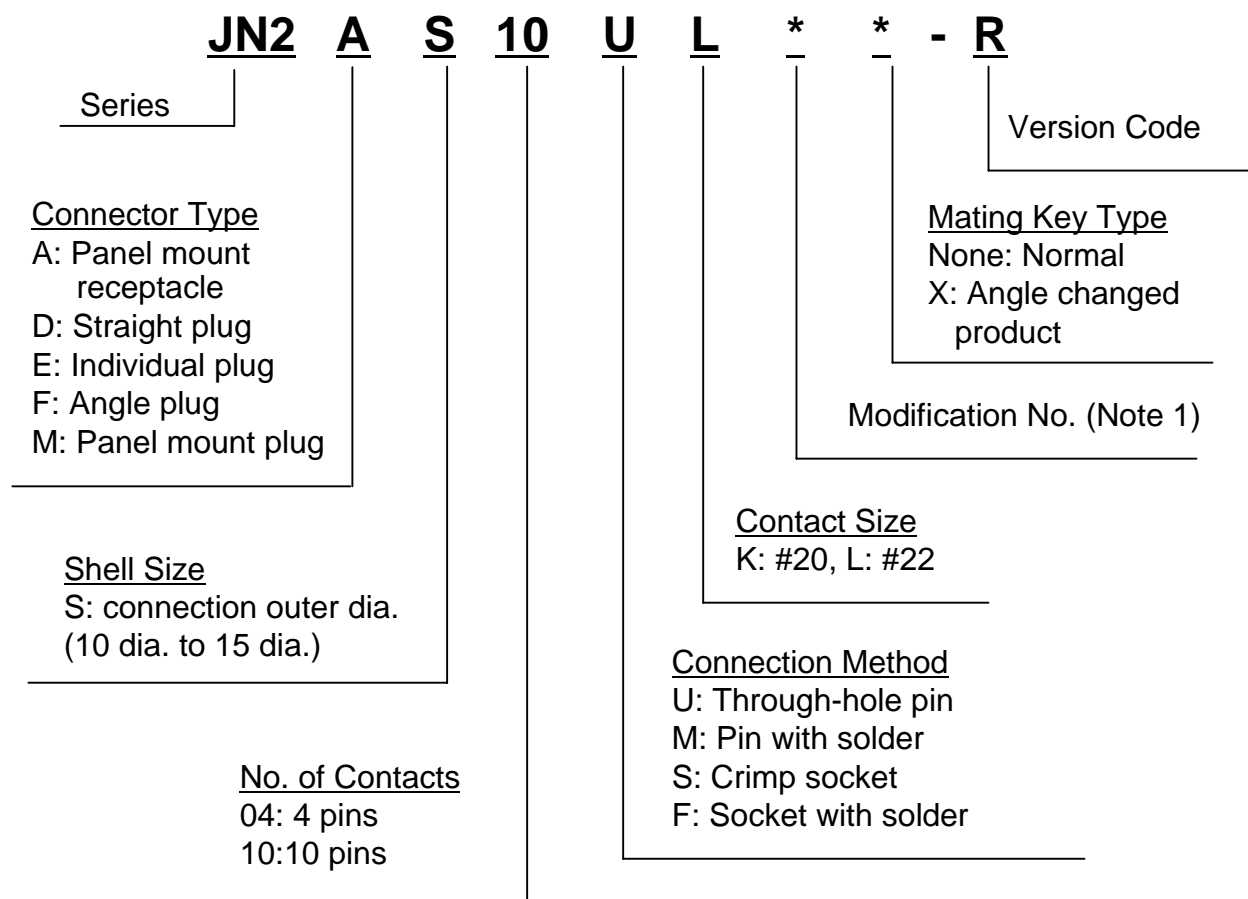 JN2 A S 10 U L * * - R
Series
Version Code
Connector Type
A: Panel mount
receptacle
D: Straight plug
E: Individual plug
F: Angle plug
M: Panel mount plug
Mating Key Type
None: Normal
X: Angle changed
product
Modification No. (Note 1)
Contact Size
K: #20, L: #22
Shell Size
S: connection outer dia.
(10 dia. to 15 dia.)
Connection Method
U: Through-hole pin
M: Pin with solder
S: Crimp socket
F: Socket with solder
No. of Contacts
04: 4 pins
10:10 pins